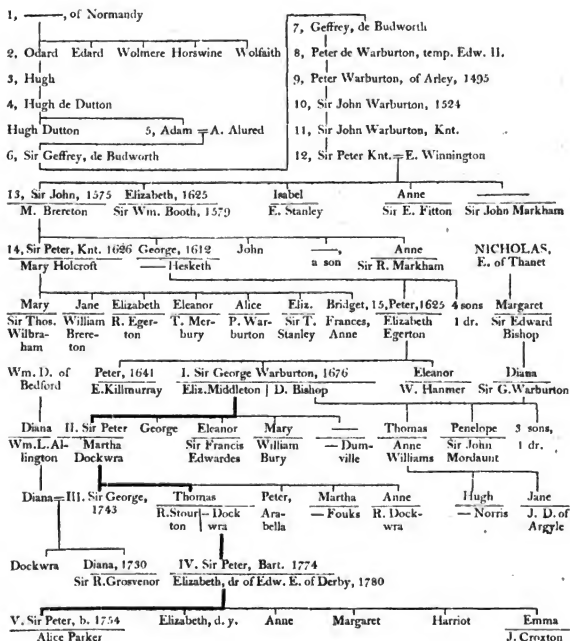 1, ———, of Normandy
7, Geffrey, de Budworth
2, Odard Edard Wolmere Horswine Wolfaith
8, Peter de Warburton, temp. Edw. II.
3, Hugh
9, Peter Warburton, of Arley, 1495
4, Hugh de Dutton
10, Sir John Warburton, 1524
Hugh Dutton 5, Adam = A. Alured
11, Sir John Warburton, Knt.
6, Sir Geffrey, de Budworth
12, Sir Peter Knt. = E. Winnington
13, Sir John, 1575 Elizabeth, 1625 Isabel Anne ———
M. Brereton Sir Wm. Booth, 1579 E. Stanley Sir E. Fitton Sir John Markham
14, Sir Peter, Knt. 1626 George, 1612 John ——, Anne NICHOLAS,
Mary Holcroft —— Hesketh a son Sir R. Markham E. of Thanet
Mary Jane Elizabeth Eleanor Alice Eliz. Bridget, 15, Peter, 1625 4 sons Margaret
Sir Thos. William R. Eger- T. Mer- P. War- Sir T. Frances, Elizabeth 1 dr. Sir Edward
Wilbra- Brere- ton bury burton Stanley Anne Egerton Bishop
ham ton
Wm. D. of Peter, 1641 I. Sir George Warburton, 1676 Eleanor Diana
Bedford E. Killmurray Eliz. Middleton | D. Bishop W. Hanmer Sir G. Warburton
Diana II. Sir Peter George Eleanor Mary —— Thomas Penelope 3 sons,
Wm. L. Al- Martha Sir Francis William — Dum- Anne Sir John 1 dr.
lington Dockwra Edwardes Bury ville Williams Mordaunt
Diana = III. Sir George, Thomas Peter, Martha Anne Hugh Jane
1743 R. Stour- | — Dock Ara- — Fouks R. Dock- — Norris J. D. of
ton wra bella wra Argyle
Dockwra Diana, 1730 IV. Sir Peter, Bart. 1774
Sir R. Grosvenor Elizabeth, dr of Edw. E. of Derby, 1780
V. Sir Peter, b. 1754 Elizabeth, d. y. Anne Margaret Harriot Emma
Alice Parker J. Croxton